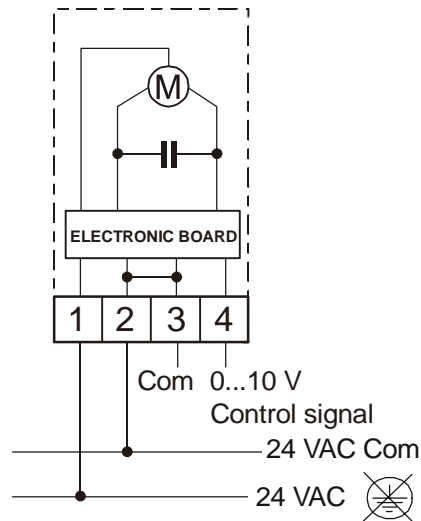 M
ELECTRONIC BOARD
1 2 3 4
Com 0...10 V
Control signal
24 VAC Com
24 VAC